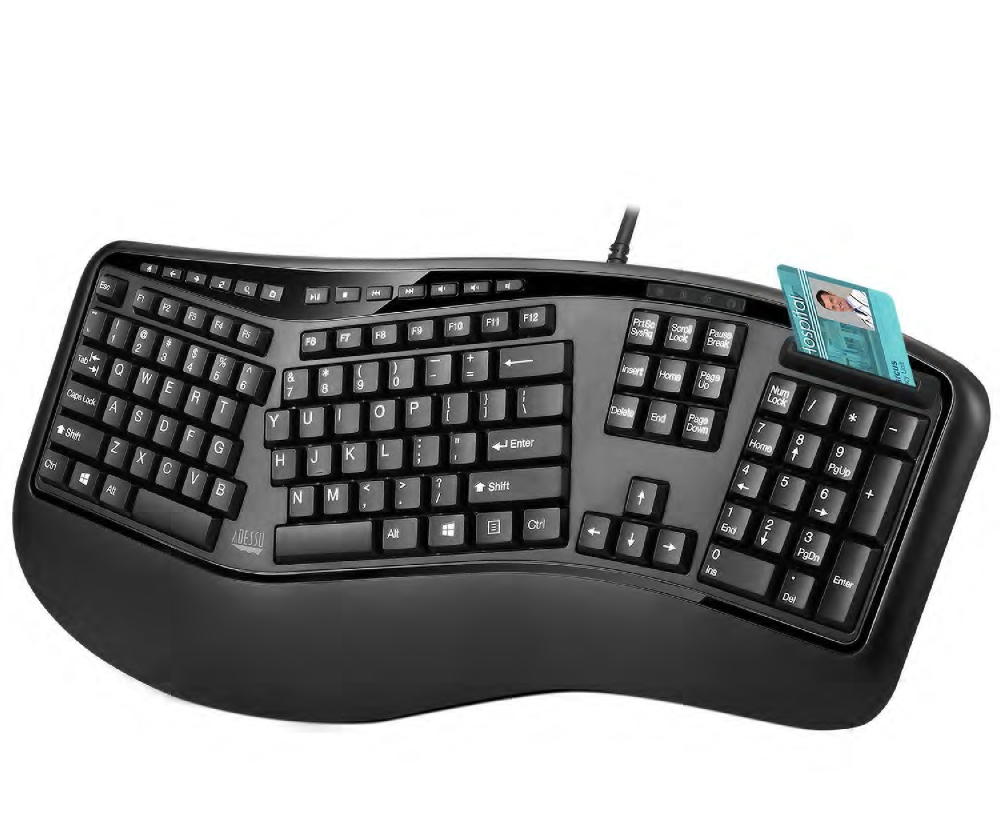 Esc
F1 F2 F3 F4 F5
F6 F7 F8 F9 F10 F11 F12
PrtSc
SysRq
Scroll
Lock
Pause
Break
~
`
!
1
@
2
#
3
$
4
%
5
^
6
&
7
*
8
(
9
)
0
—
-
+
=
Insert
Home
Page
Up
Tab
Q W E R T
Y U I O P
{
[
}
]
¦
\
Delete
End
Page
Down
Caps Lock
A S D F G
H J K L
:
;
"
'
Enter
Shift
Z X C V B
N M
<
,
>
.
?
/
Shift
Ctrl
Alt
ADESSO
Alt
Ctrl
Hospital
arcus
cy Unit
Num
Lock
/
*
-
7
Home
8
9
PgUp
4
5
6
+
1
End
2
3
PgDn
0
Ins
.
Del
Enter